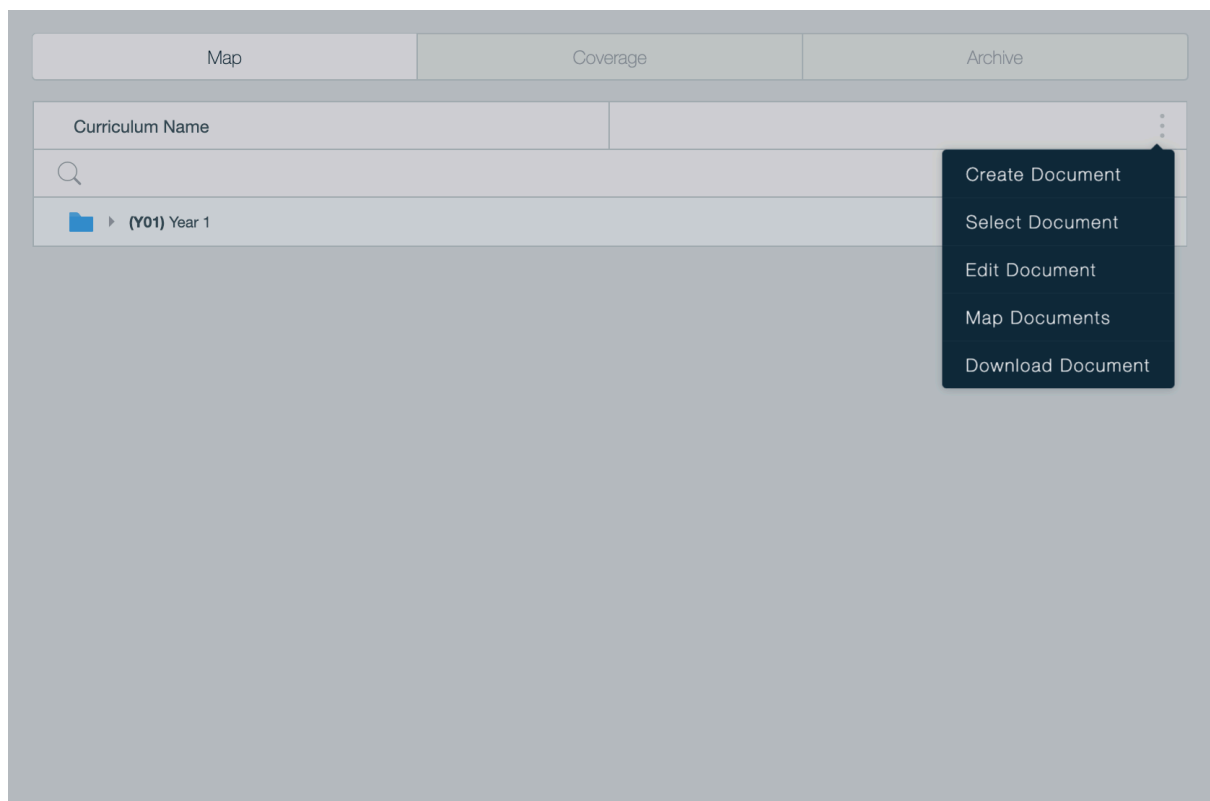 Map
Coverage
Archive
Curriculum Name
(Y01) Year 1
Create Document
Select Document
Edit Document
Map Documents
Download Document